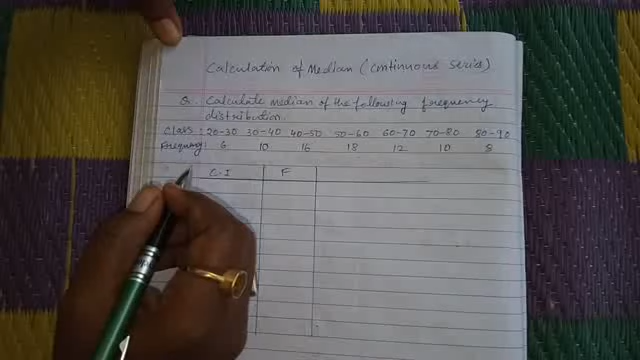 Calculation of Median (Continuous Series)
Q. Calculate median of the following frequency
distribution.
Class : 20-30 30-40 40-50 50-60 60-70 70-80 80-90
Frequency : 6 10 16 18 12 10 8
C.I F